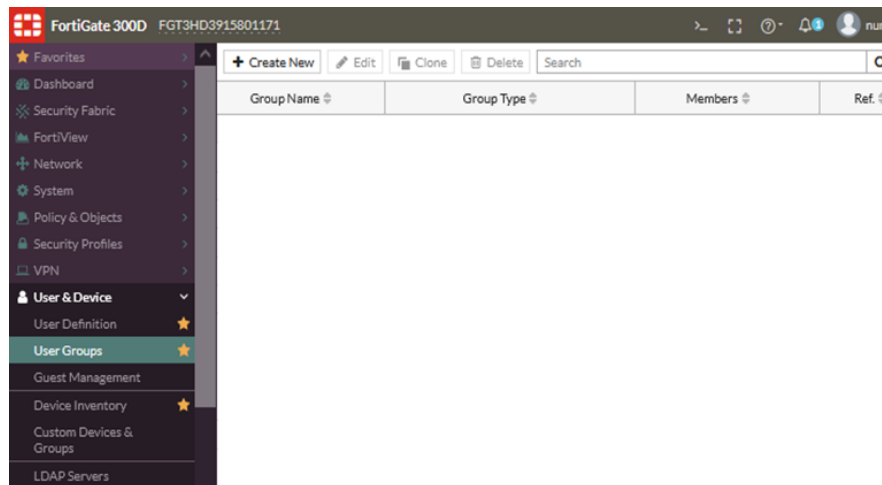 FortiGate 300D FGT3HD3915801171
Favorites
Dashboard
Security Fabric
FortiView
Network
System
Policy & Objects
Security Profiles
VPN
User & Device
User Definition
User Groups
Guest Management
Device Inventory
Custom Devices &
Groups
LDAP Servers
+ Create New Edit Clone Delete Search
Group Name Group Type Members Ref.